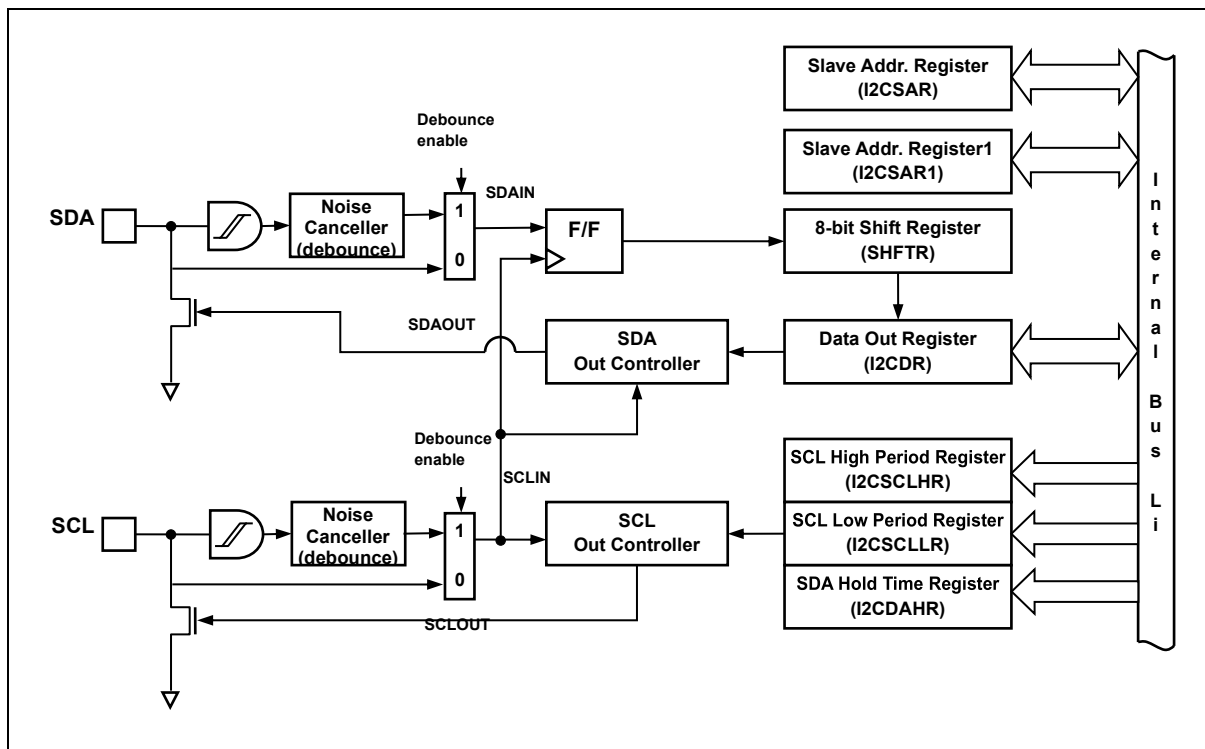 Slave Addr. Register
(I2CSAR)
Debounce
enable
Slave Addr. Register1
(I2CSAR1)
SDAIN
SDA
Noise
Canceller
(debounce)
1
0
F/F
8-bit Shift Register
(SHFTR)
SDAOUT
SDA
Out Controller
Data Out Register
(I2CDR)
Debounce
enable
SCLIN
SCL High Period Register
(I2CSCLHR)
SCL
Noise
Canceller
(debounce)
1
0
SCL
Out Controller
SCL Low Period Register
(I2CSCLLR)
SDA Hold Time Register
(I2CDAHR)
SCLOUT
Internal Bus Li